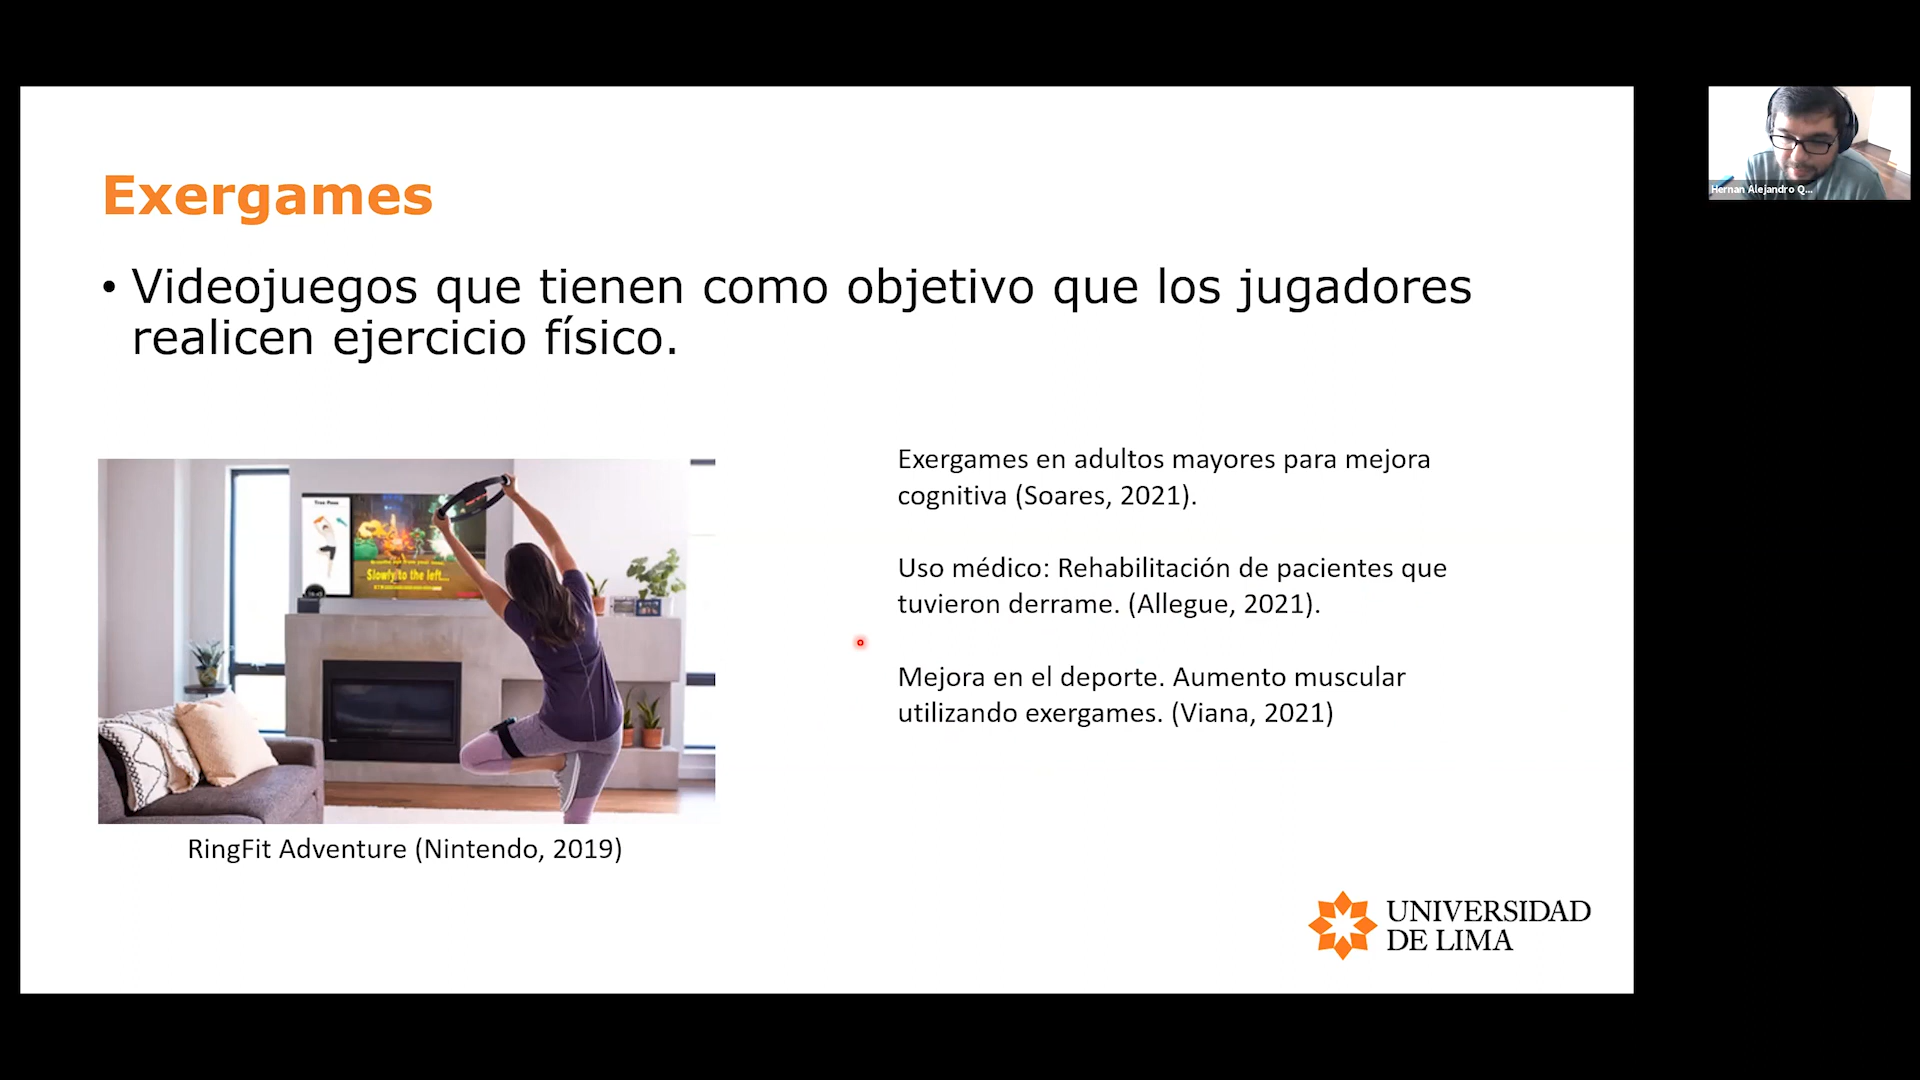 Exergames
• Videojuegos que tienen como objetivo que los jugadores
realicen ejercicio físico.
Tree Pose
Slowly to the left...
RingFit Adventure (Nintendo, 2019)
Exergames en adultos mayores para mejora
cognitiva (Soares, 2021).
Uso médico: Rehabilitación de pacientes que
tuvieron derrame. (Allegue, 2021).
Mejora en el deporte. Aumento muscular
utilizando exergames. (Viana, 2021)
UNIVERSIDAD
DE LIMA
Hernan Alejandro Q...